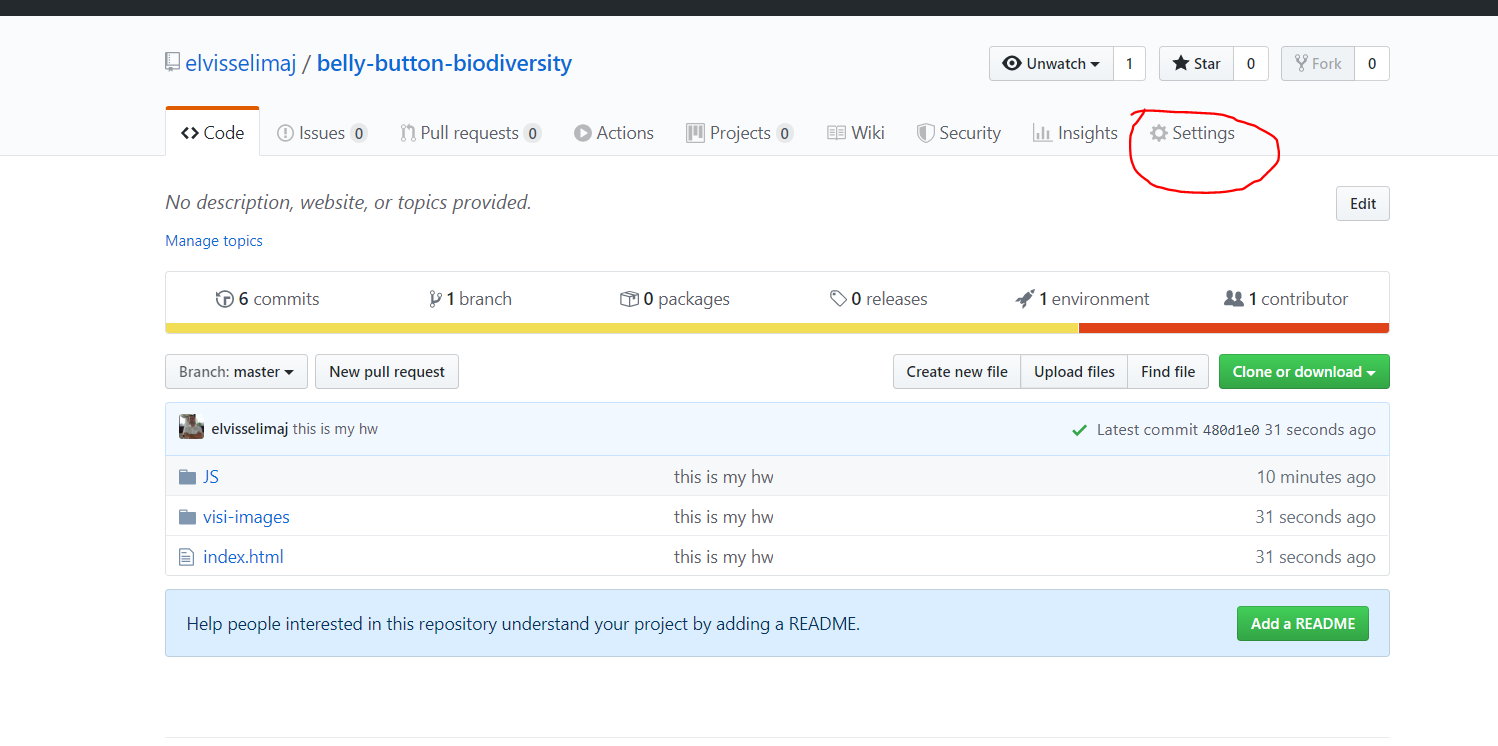 elvisselimaj / belly-button-biodiversity
Unwatch 1 Star 0 Fork 0
Code Issues 0 Pull requests 0 Actions Projects 0 Wiki Security Insights Settings
No description, website, or topics provided. Edit
Manage topics
6 commits 1 branch 0 packages 0 releases 1 environment 1 contributor
Branch: master New pull request Create new file Upload files Find file Clone or download
elvisselimaj this is my hw Latest commit 480d1e0 31 seconds ago
JS this is my hw 10 minutes ago
visi-images this is my hw 31 seconds ago
index.html this is my hw 31 seconds ago
Help people interested in this repository understand your project by adding a README. Add a README